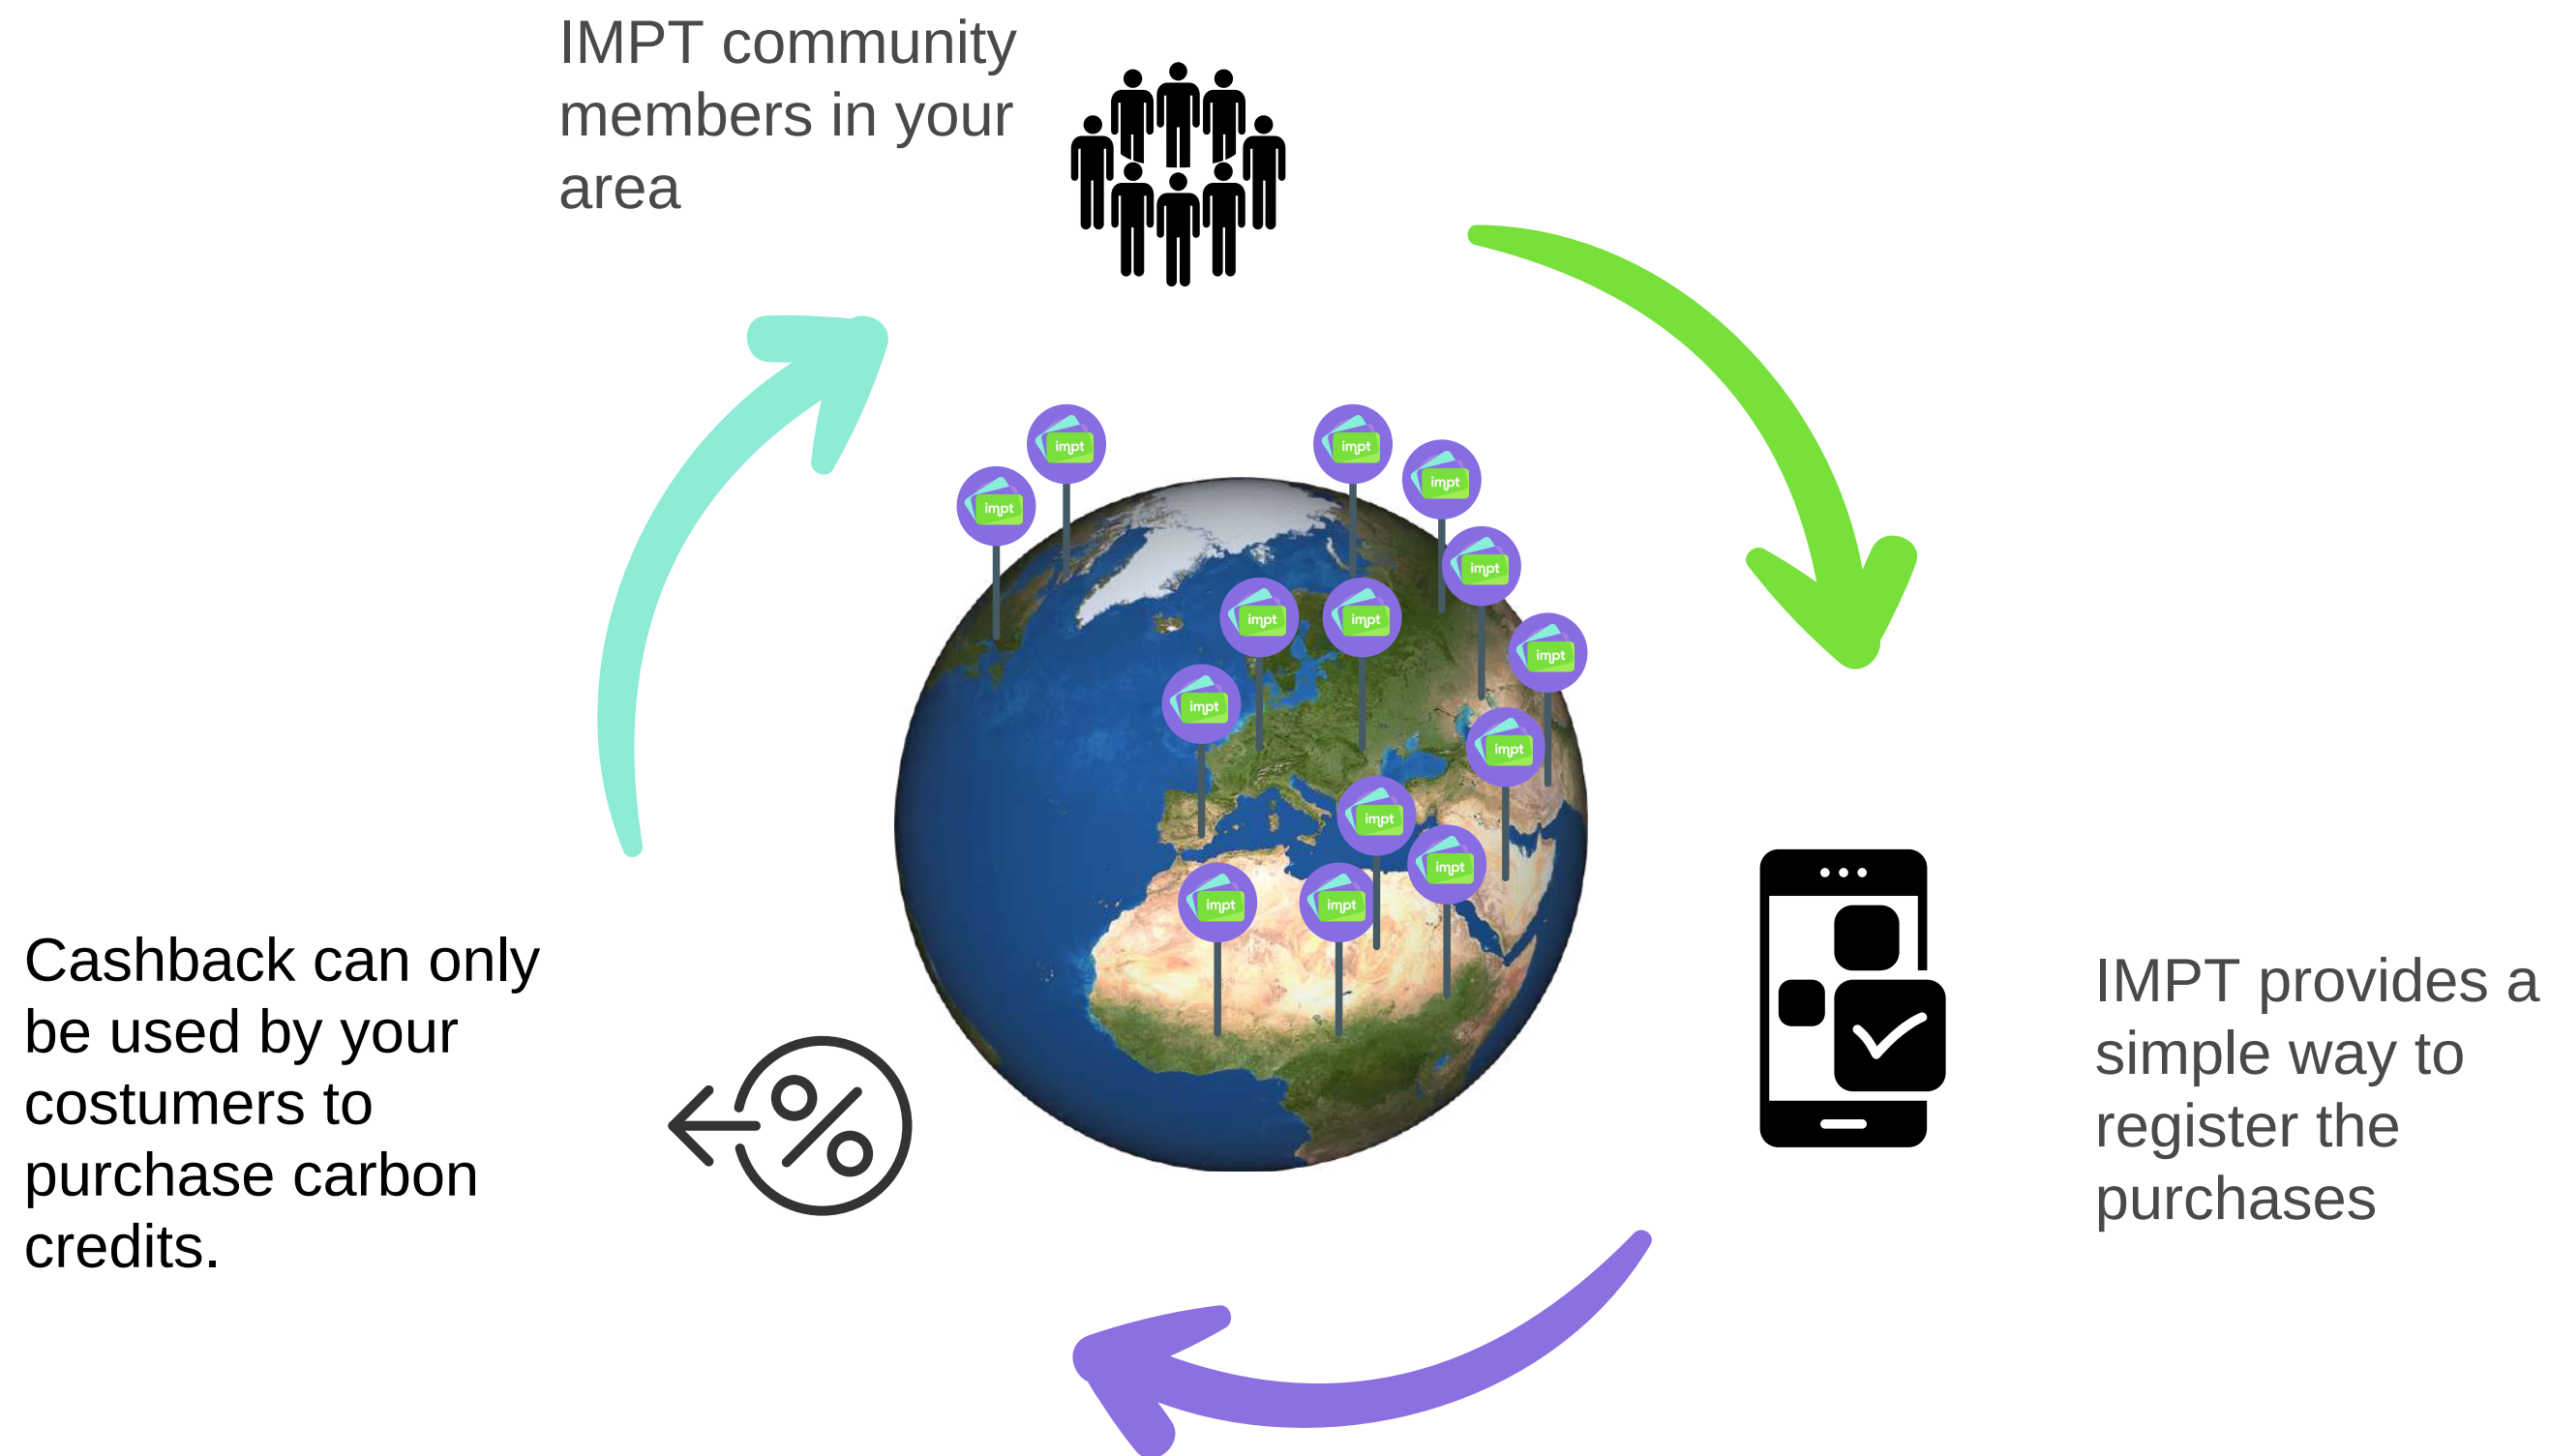 IMPT community
members in your
area
impt
impt
impt
impt
impt
impt
impt
impt
impt
impt
impt
impt
impt
impt
Cashback can only
be used by your
costumers to
purchase carbon
credits.
IMPT provides a
simple way to
register the
purchases